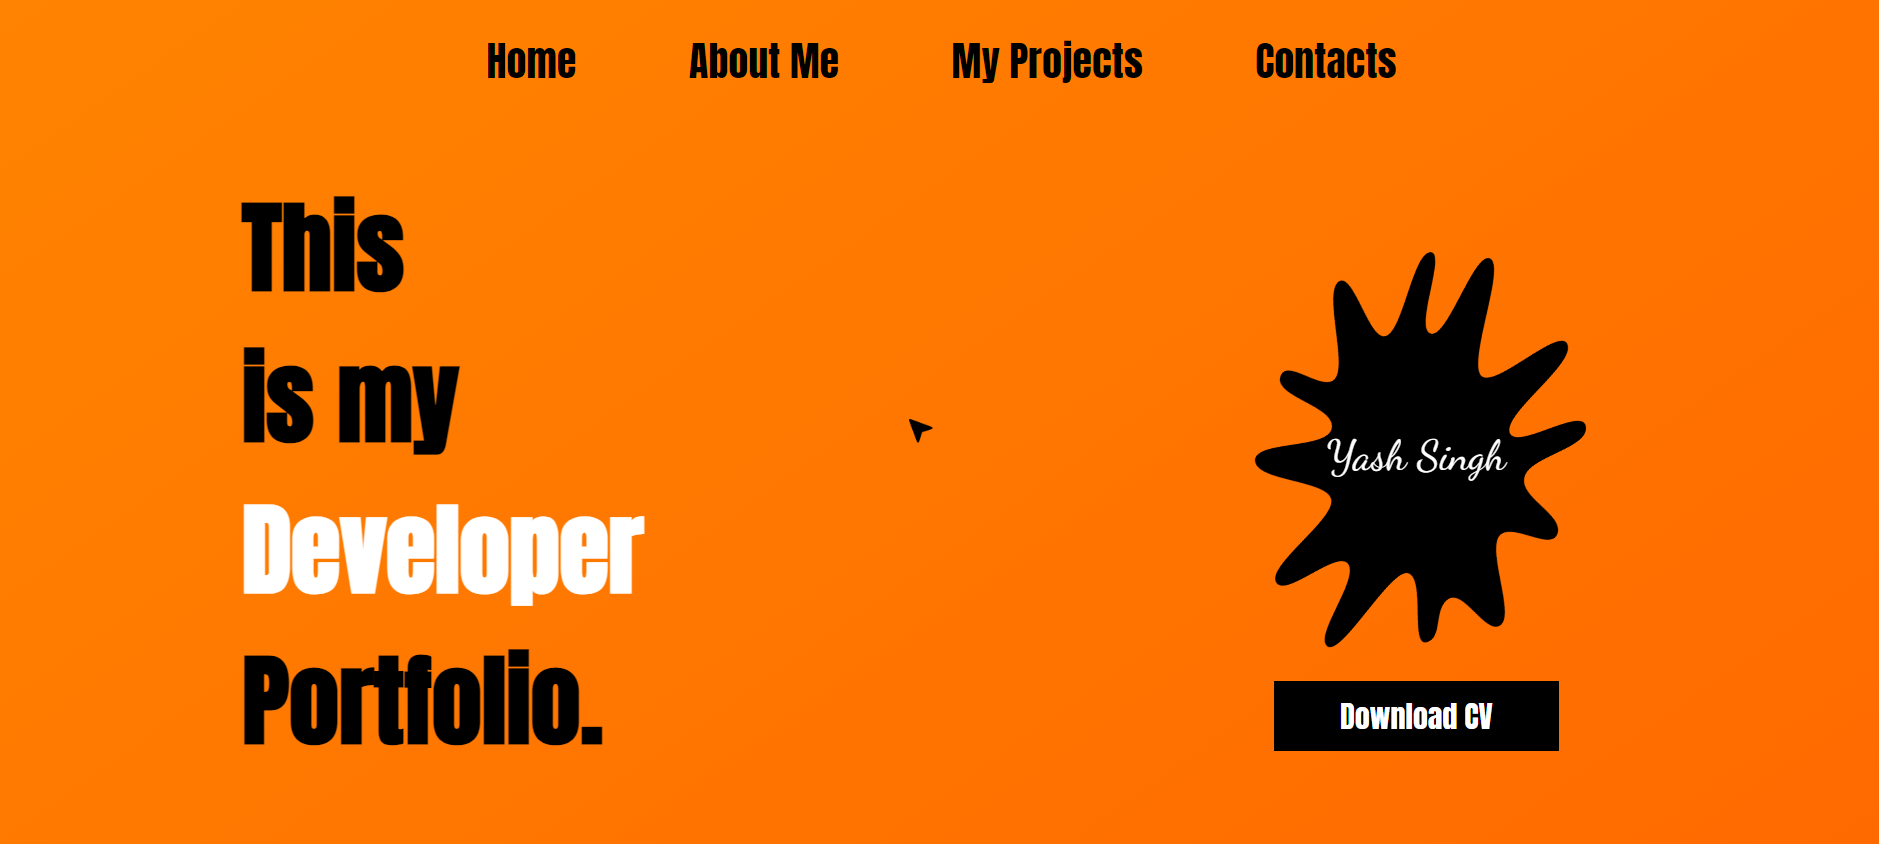 Home About Me My Projects Contacts
This
is my
Developer
Portfolio.
Yash Singh
Download CV